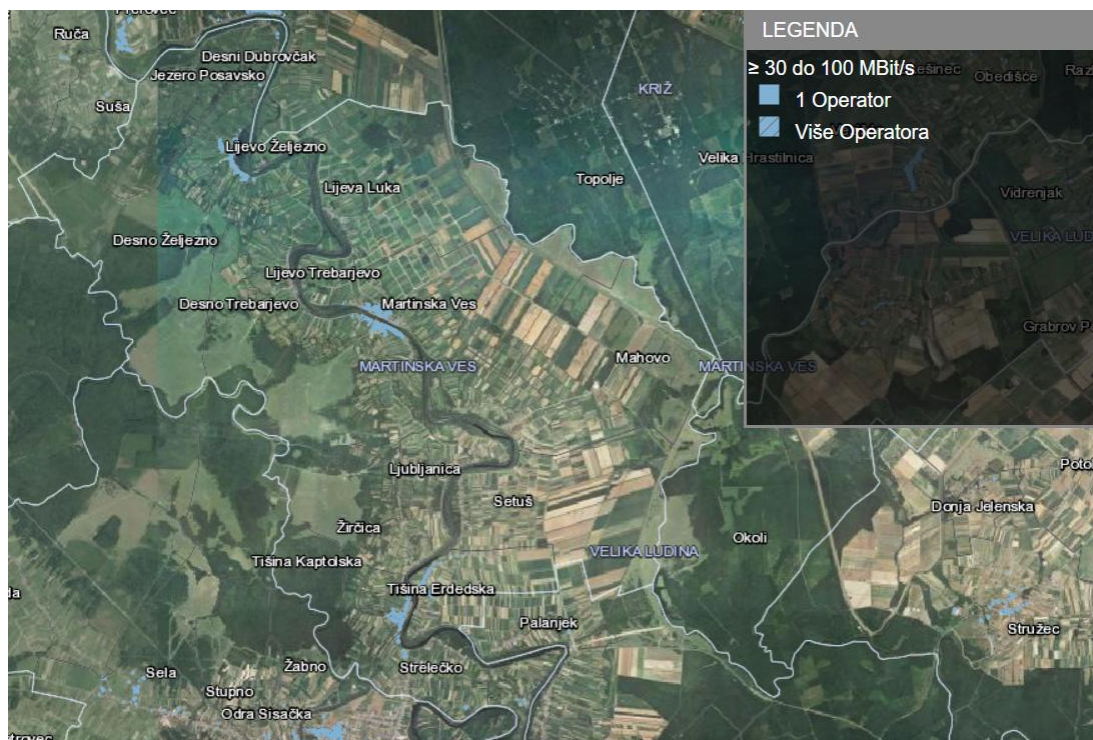 Ruča
Desni Dubrovčak
Jezero Posavsko
Suša
Lijevo Željezno
Lijeva Luka
Desno Željezno
Lijevo Trebarjevo
Desno Trebarjevo
Martinska Ves
MARTINSKA VES
KRIŽ
Topolje
Velika Hrastilnica
Mahovo
MARTINSKA VES
LEGENDA
≥ 30 do 100 MBit/s
1 Operator
Više Operatora
Obedišće
Vidrenjak
VELIKA LUD
Grabrov
Ljubljanica
Setuš
Žirčica
Tišina Kaptolska
VELIKA LUDINA
Okoli
Donja Jelenska
Tišina Erdedska
Palanjek
Stružec
Sela
Žabno
Strelečko
Stupno
Odra Sisačka